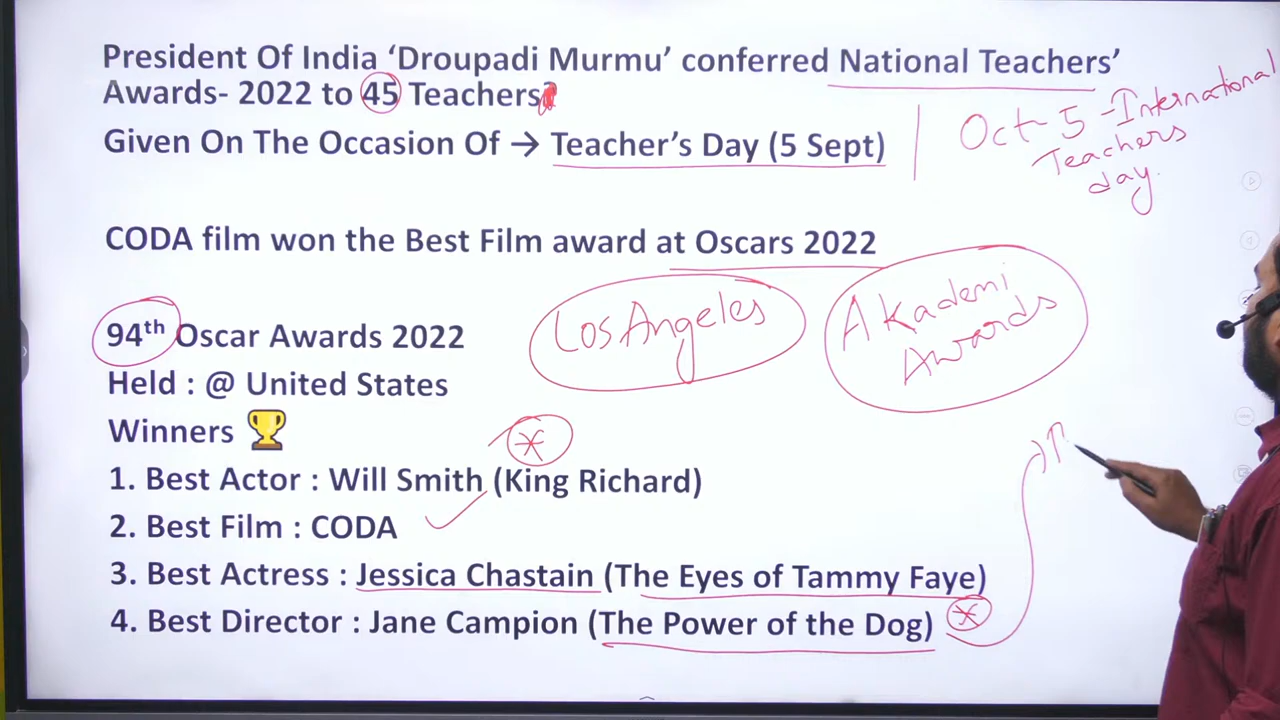 President Of India ‘Droupadi Murmu’ conferred National Teachers’
Awards- 2022 to 45 Teachers
Given On The Occasion Of → Teacher’s Day (5 Sept)
Oct 5 - International
Teachers
day.
CODA film won the Best Film award at Oscars 2022
Los Angeles
Akademi
Awards
94th Oscar Awards 2022
Held : @ United States
Winners 🏆
1. Best Actor : Will Smith (King Richard)
2. Best Film : CODA
3. Best Actress : Jessica Chastain (The Eyes of Tammy Faye)
4. Best Director : Jane Campion (The Power of the Dog)